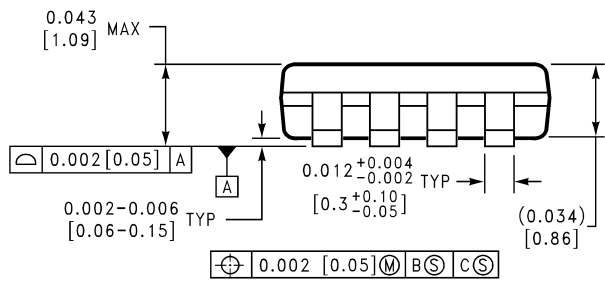 0.043
[1.09] MAX
⌓ 0.002[0.05] A
A
0.012 +0.004 -0.002 TYP
[0.3 +0.10 -0.05]
0.002-0.006
[0.06-0.15] TYP
(0.034)
[0.86]
⌖ 0.002 [0.05]Ⓜ BⓈ CⓈ